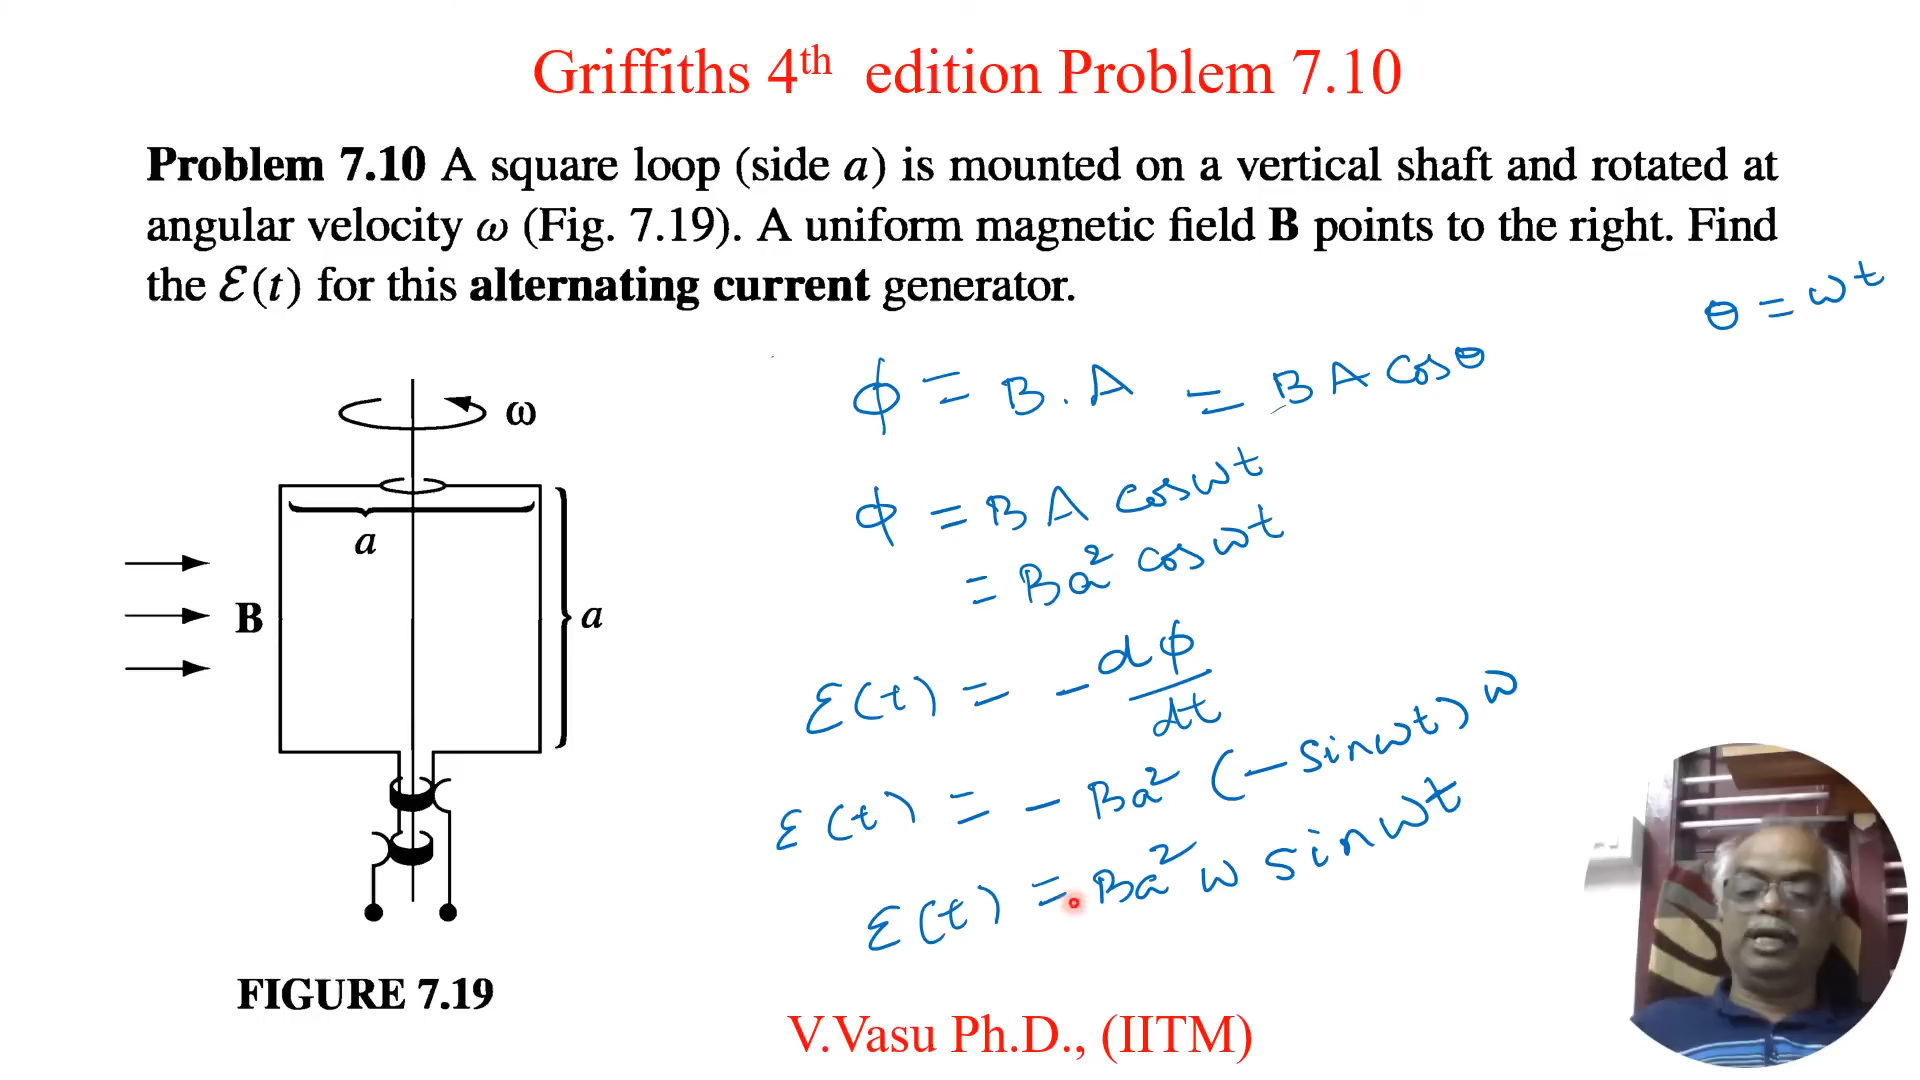 Griffiths 4th edition Problem 7.10
Problem 7.10 A square loop (side a) is mounted on a vertical shaft and rotated at
angular velocity ω (Fig. 7.19). A uniform magnetic field B points to the right. Find
the ℰ(t) for this alternating current generator.
θ = ωt
ϕ = B . A = B A cosθ
ϕ = B A cosωt
= Ba² cosωt
ℰ(t) = - dϕ/dt
ℰ(t) = - Ba² (- sinωt) ω
ℰ(t) = Ba² ω sinωt
ω
a
B
a
FIGURE 7.19
V.Vasu Ph.D., (IITM)